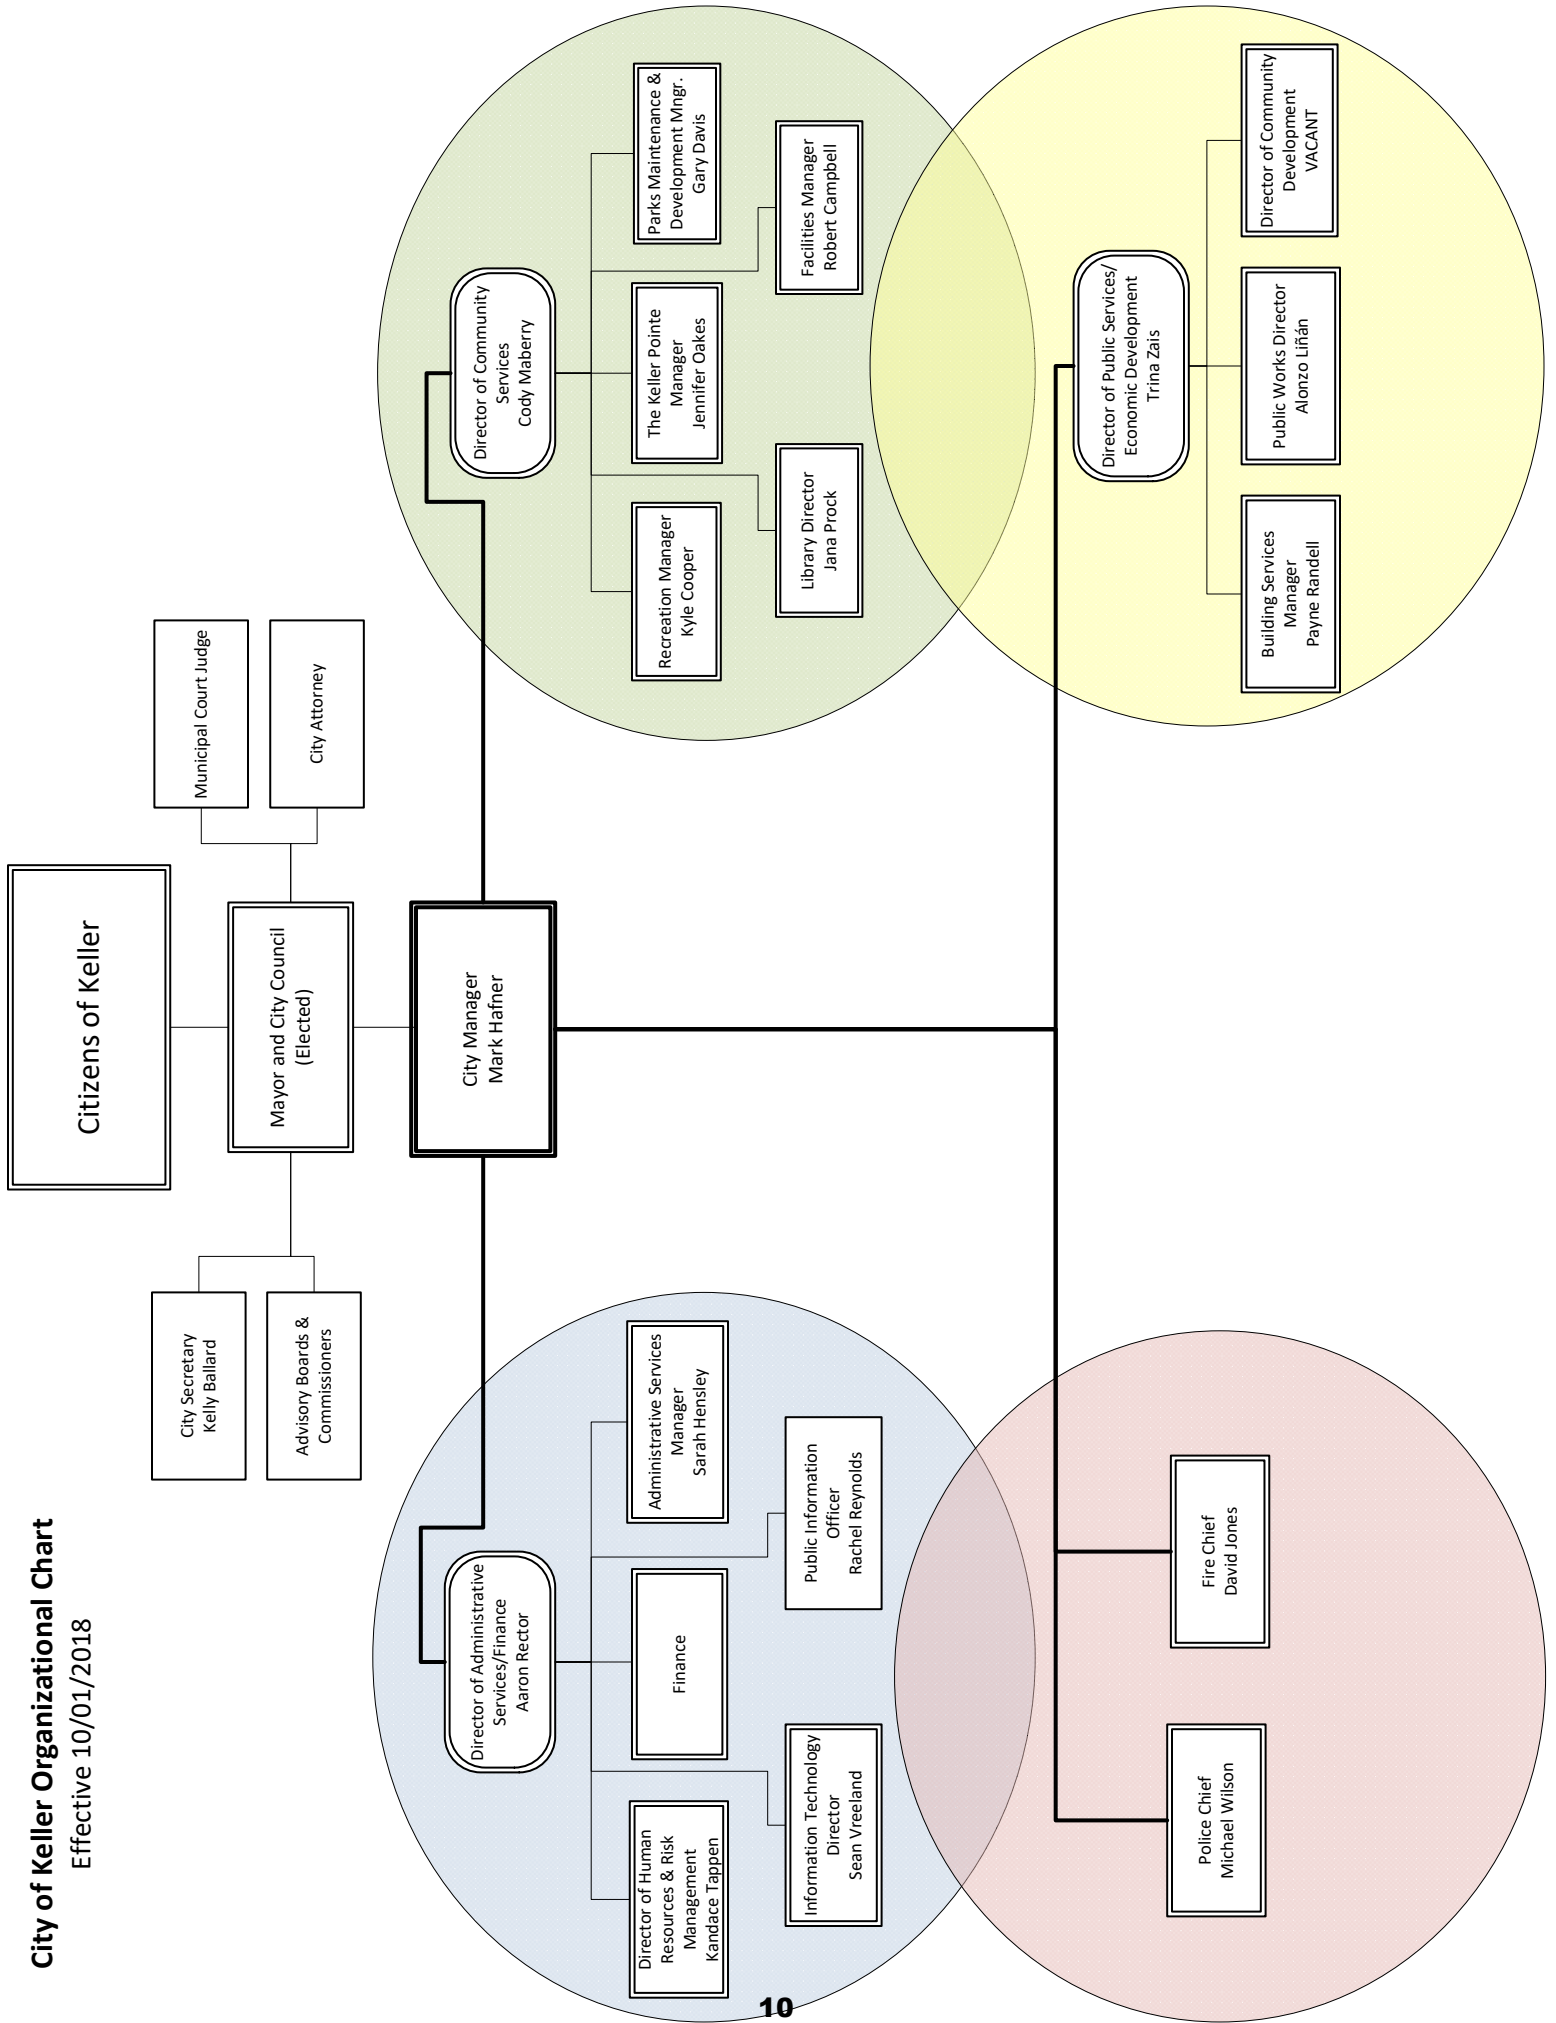 City of Keller Organizational Chart
Effective 10/01/2018
Citizens of Keller
City Secretary
Kelly Ballard
Advisory Boards &
Commissioners
Mayor and City Council
(Elected)
Municipal Court Judge
City Attorney
City Manager
Mark Hafner
Director of Administrative
Services/Finance
Aaron Rector
Director of Human
Resources & Risk
Management
Kandace Tappen
Finance
Administrative Services
Manager
Sarah Hensley
Information Technology
Director
Sean Vreeland
Public Information
Officer
Rachel Reynolds
Director of Community
Services
Cody Maberry
Recreation Manager
Kyle Cooper
The Keller Pointe
Manager
Jennifer Oakes
Parks Maintenance &
Development Mngr.
Gary Davis
Library Director
Jana Prock
Facilities Manager
Robert Campbell
Police Chief
Michael Wilson
Fire Chief
David Jones
Director of Public Services/
Economic Development
Trina Zais
Building Services
Manager
Payne Randell
Public Works Director
Alonzo Liñán
Director of Community
Development
VACANT
10